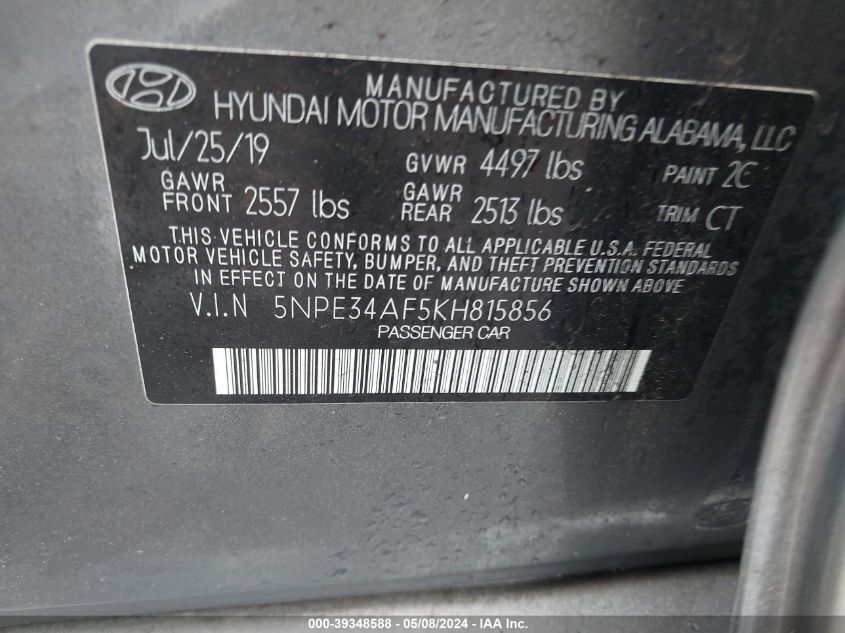 MANUFACTURED BY
HYUNDAI MOTOR MANUFACTURING ALABAMA, LLC
Jul/25/19 GVWR 4497 lbs PAINT 2C
GAWR FRONT 2557 lbs GAWR REAR 2513 lbs TRIM CT
THIS VEHICLE CONFORMS TO ALL APPLICABLE U.S.A. FEDERAL
MOTOR VEHICLE SAFETY, BUMPER, AND THEFT PREVENTION STANDARDS
IN EFFECT ON THE DATE OF MANUFACTURE SHOWN ABOVE.
V.I.N 5NPE34AF5KH815856
PASSENGER CAR
000-39348588 - 05/08/2024 - IAA Inc.